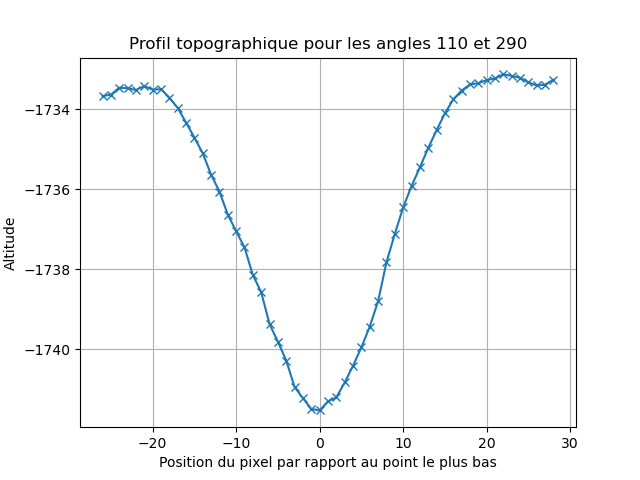 Profil topographique pour les angles 110 et 290
Altitude
−1734
−1736
−1738
−1740
−20 −10 0 10 20 30
Position du pixel par rapport au point le plus bas